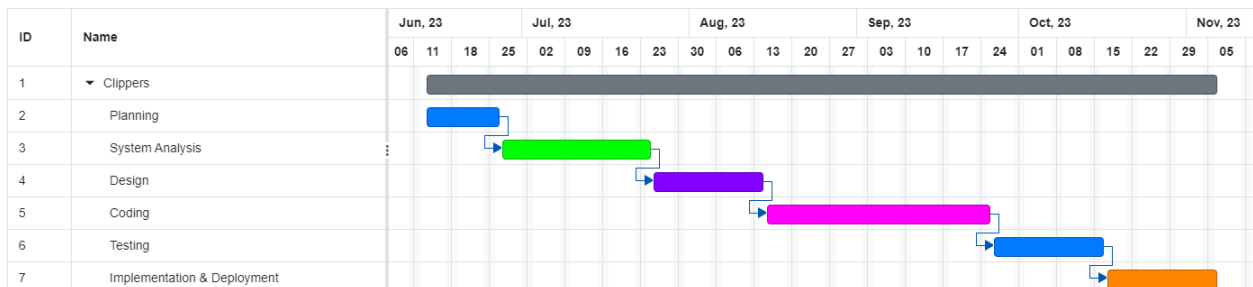 ID Name Jun, 23 Jul, 23 Aug, 23 Sep, 23 Oct, 23 Nov, 23
06 11 18 25 02 09 16 23 30 06 13 20 27 03 10 17 24 01 08 15 22 29 05
1 Clippers
2 Planning
3 System Analysis
4 Design
5 Coding
6 Testing
7 Implementation & Deployment